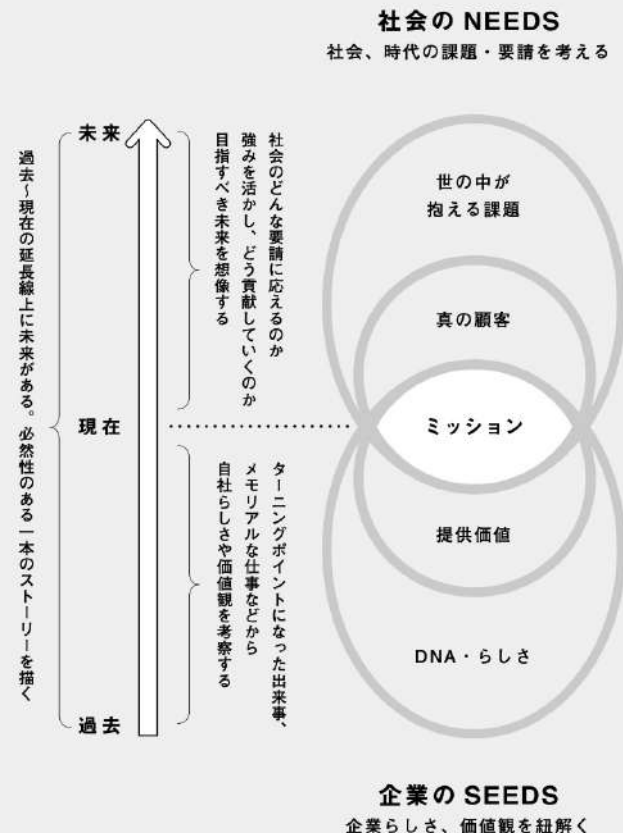 社会の NEEDS
社会、時代の課題・要請を考える
未来
現在
過去
過去~現在の延長線上に未来がある。必然性のある一本のストーリーを描く
社会のどんな要請に応えるのか
強みを活かし、どう貢献していくのか
目指すべき未来を想像する
ターニングポイントになった出来事、
メモリアルな仕事などから
自社らしさや価値観を考察する
世の中が
抱える課題
真の顧客
ミッション
提供価値
DNA・らしさ
企業の SEEDS
企業らしさ、価値観を紐解く